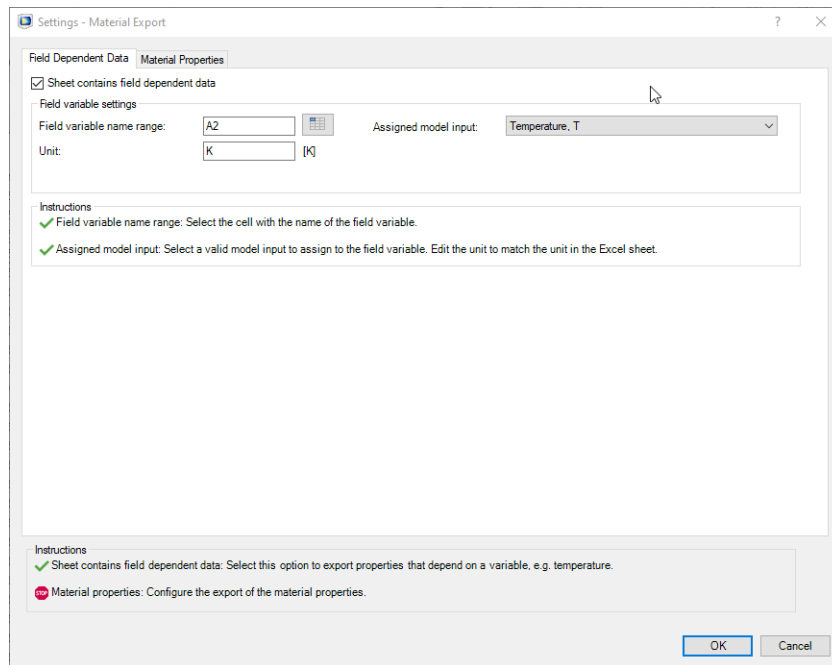 Settings - Material Export
Field Dependent Data Material Properties
Sheet contains field dependent data
Field variable settings
Field variable name range: A2 Assigned model input: Temperature, T
Unit: K [K]
Instructions
Field variable name range: Select the cell with the name of the field variable.
Assigned model input: Select a valid model input to assign to the field variable. Edit the unit to match the unit in the Excel sheet.
Instructions
Sheet contains field dependent data: Select this option to export properties that depend on a variable, e.g. temperature.
STOP Material properties: Configure the export of the material properties.
OK Cancel